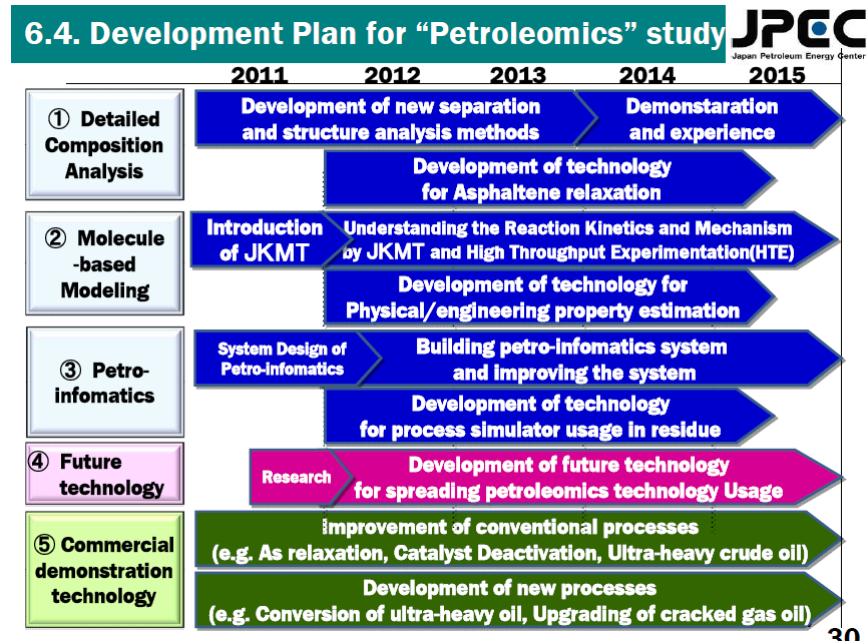 6.4. Development Plan for “Petroleomics” study
JPEC
Japan Petroleum Energy Center
2011 2012 2013 2014 2015
① Detailed
Composition
Analysis
Development of new separation
and structure analysis methods
Demonstaration
and experience
Development of technology
for Asphaltene relaxation
② Molecule
-based
Modeling
Introduction
of JKMT
Understanding the Reaction Kinetics and Mechanism
by JKMT and High Throughput Experimentation(HTE)
Development of technology for
Physical/engineering property estimation
③ Petro-
infomatics
System Design of
Petro-infomatics
Building petro-infomatics system
and improving the system
Development of technology
for process simulator usage in residue
④ Future
technology
Research
Development of future technology
for spreading petroleomics technology Usage
⑤ Commercial
demonstration
technology
Improvement of conventional processes
(e.g. As relaxation, Catalyst Deactivation, Ultra-heavy crude oil)
Development of new processes
(e.g. Conversion of ultra-heavy oil, Upgrading of cracked gas oil)
30